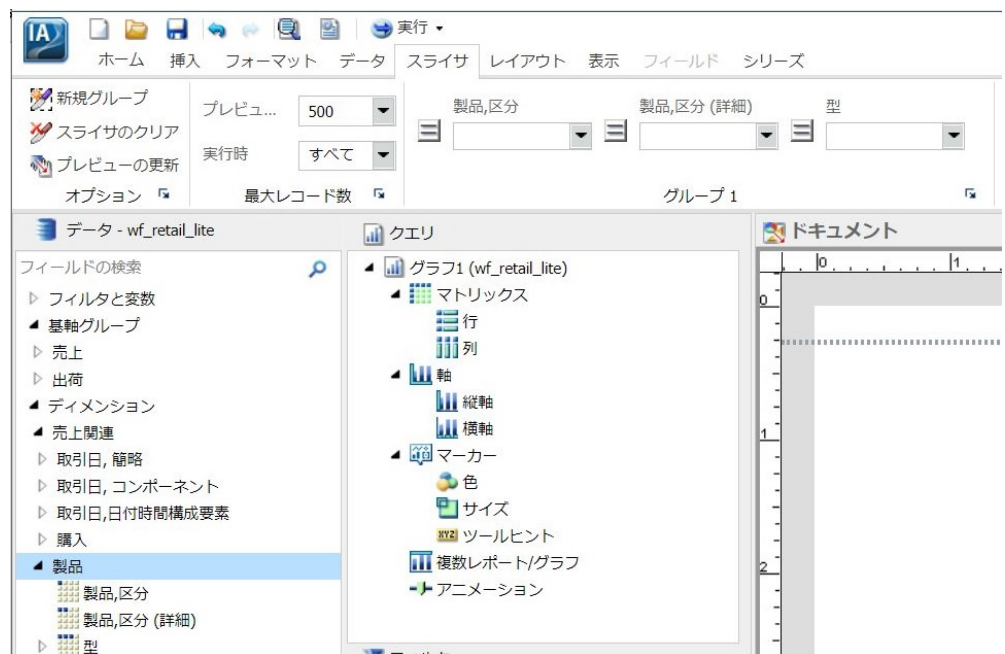 IA
実行
ホーム 挿入 フォーマット データ スライサ レイアウト 表示 フィールド シリーズ
新規グループ
スライサのクリア
プレビューの更新
オプション
プレビュ... 500
実行時 すべて
最大レコード数
製品,区分 製品,区分 (詳細) 型
グループ 1
データ - wf_retail_lite
フィールドの検索
フィルタと変数
基軸グループ
売上
出荷
ディメンション
売上関連
取引日, 簡略
取引日, コンポーネント
取引日,日付時間構成要素
購入
製品
製品,区分
製品,区分 (詳細)
型
クエリ
グラフ1 (wf_retail_lite)
マトリックス
行
列
軸
縦軸
横軸
マーカー
色
サイズ
XYZ ツールヒント
複数レポート/グラフ
アニメーション
ドキュメント
0 1
0
1
2